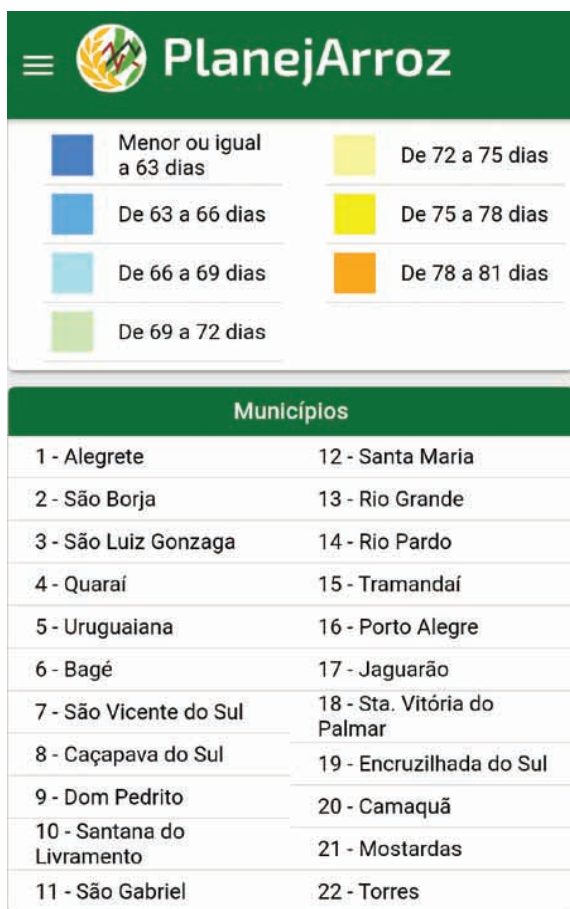 PlanejArroz
Menor ou igual
a 63 dias
De 63 a 66 dias
De 66 a 69 dias
De 69 a 72 dias
De 72 a 75 dias
De 75 a 78 dias
De 78 a 81 dias
Municípios
1 - Alegrete
2 - São Borja
3 - São Luiz Gonzaga
4 - Quaraí
5 - Uruguaiana
6 - Bagé
7 - São Vicente do Sul
8 - Caçapava do Sul
9 - Dom Pedrito
10 - Santana do
Livramento
11 - São Gabriel
12 - Santa Maria
13 - Rio Grande
14 - Rio Pardo
15 - Tramandaí
16 - Porto Alegre
17 - Jaguarão
18 - Sta. Vitória do
Palmar
19 - Encruzilhada do Sul
20 - Camaquã
21 - Mostardas
22 - Torres